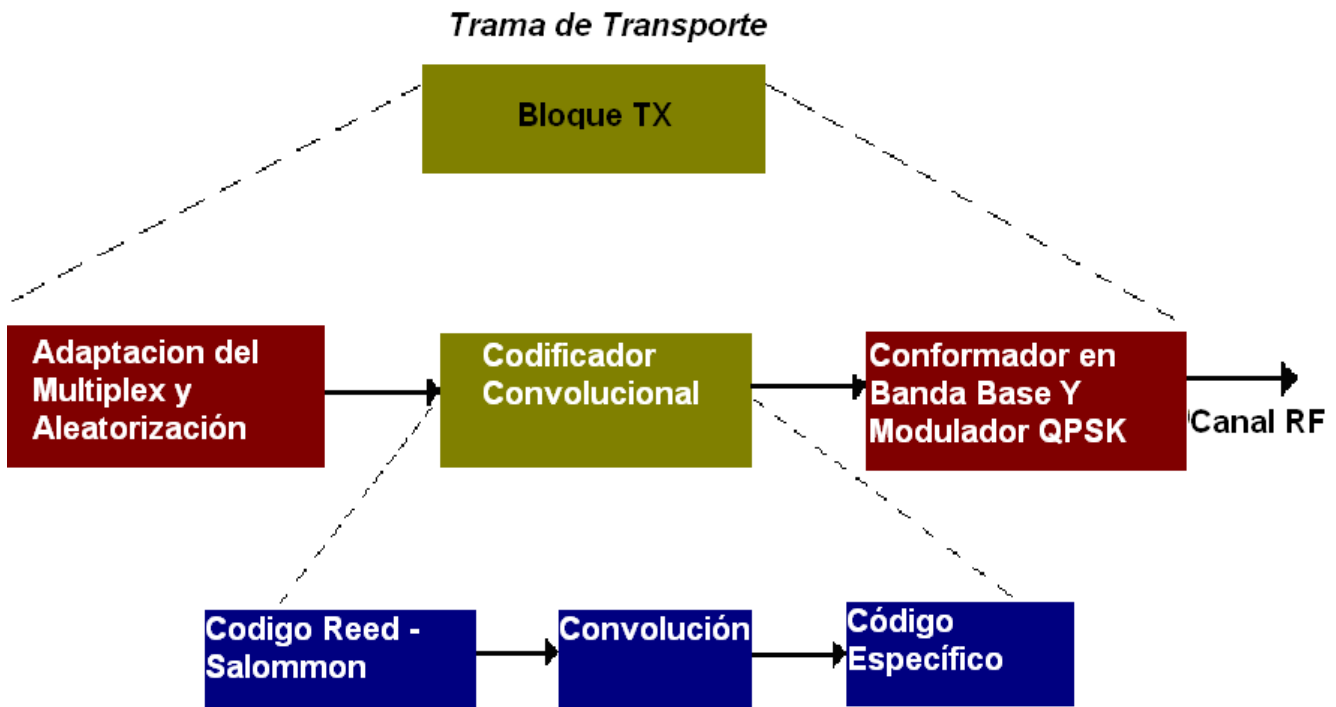 Trama de Transporte
Bloque TX
Adaptacion del
Multiplex y
Aleatorización
Codificador
Convolucional
Conformador en
Banda Base Y
Modulador QPSK
Canal RF
Codigo Reed -
Salommon
Convolución
Código
Específico